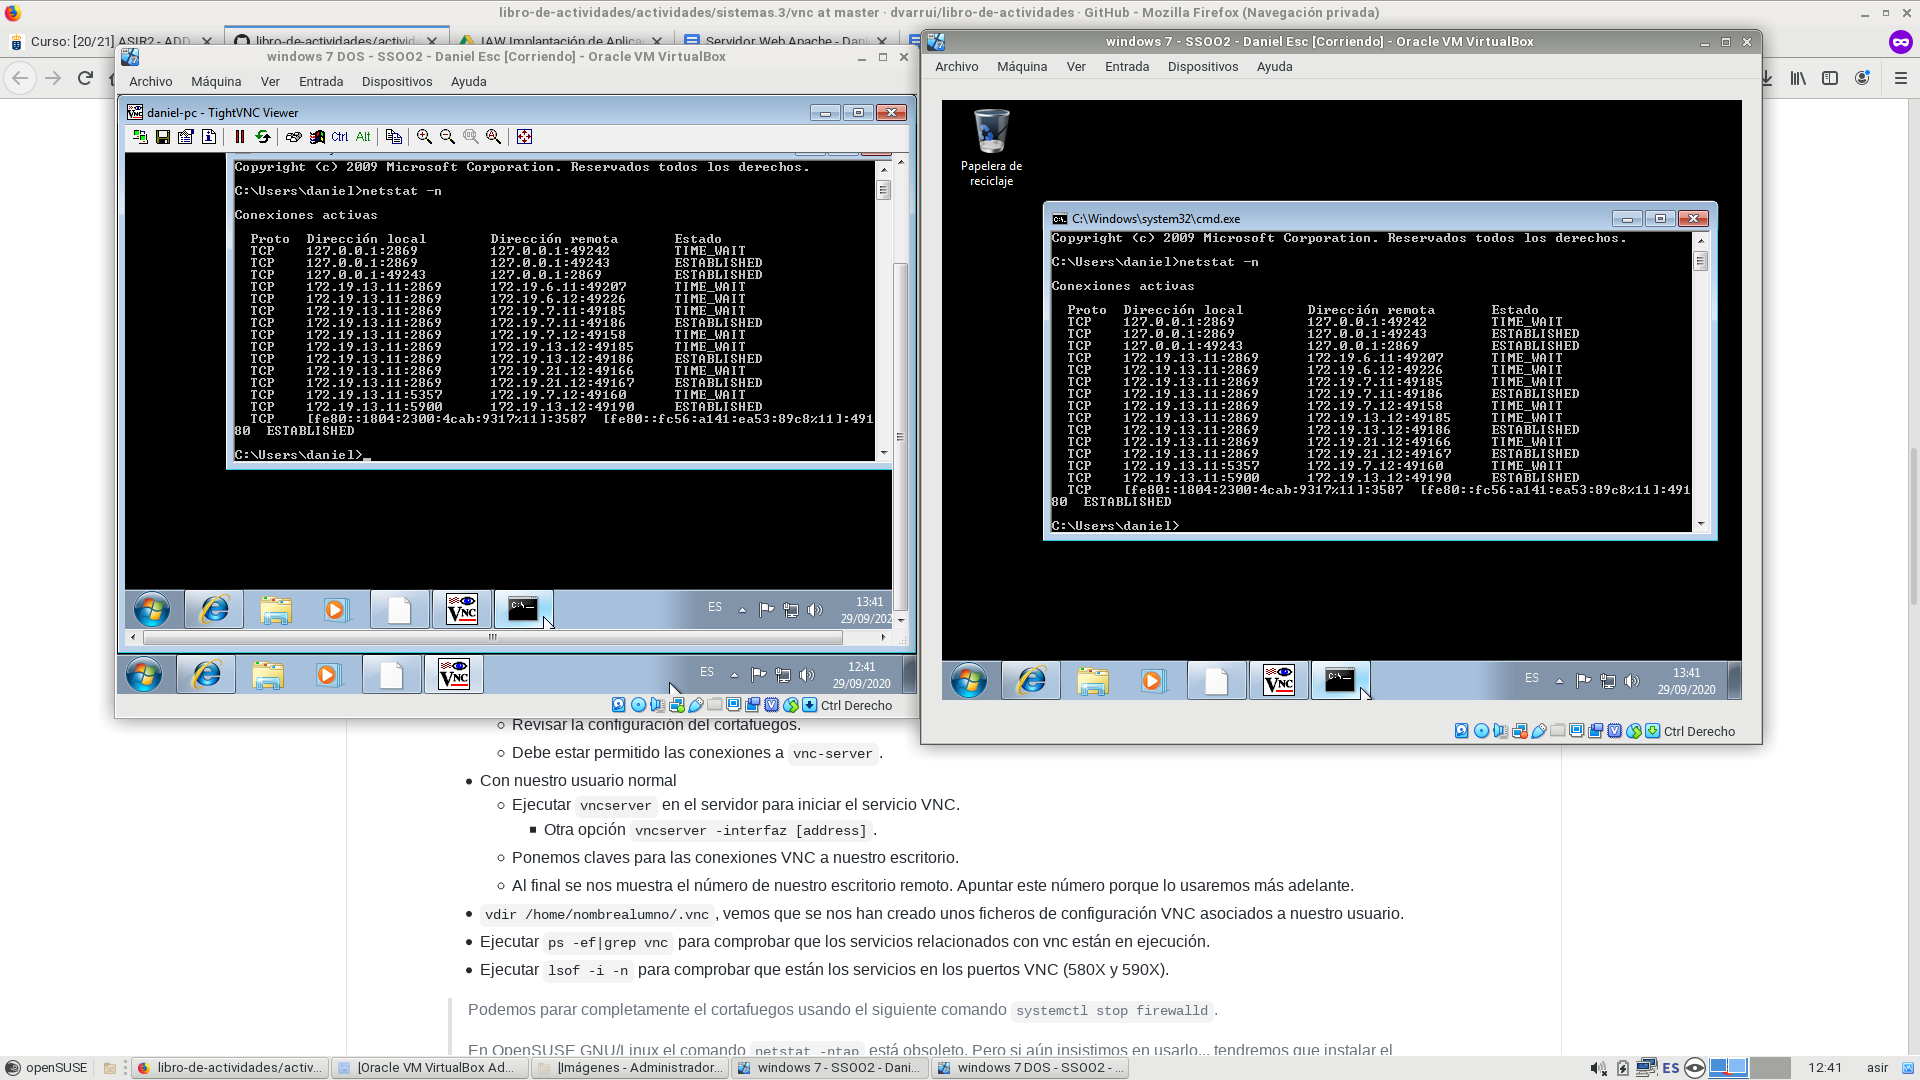 libro-de-actividades/actividades/sistemas.3/vnc at master · dvarrui/libro-de-actividades · GitHub - Mozilla Firefox (Navegación privada)
Curso: [20/21] ASIR2 - ADD
libro-de-actividades/activid
IAW Implantación de Aplica
Servidor Web Apache - Dani
windows 7 DOS - SSOO2 - Daniel Esc [Corriendo] - Oracle VM VirtualBox
Archivo Máquina Ver Entrada Dispositivos Ayuda
daniel-pc - TightVNC Viewer
Ctrl Alt
Copyright (c) 2009 Microsoft Corporation. Reservados todos los derechos.
C:\Users\daniel>netstat -n
Conexiones activas
Proto Dirección local Dirección remota Estado
TCP 127.0.0.1:2869 127.0.0.1:49242 TIME_WAIT
TCP 127.0.0.1:2869 127.0.0.1:49243 ESTABLISHED
TCP 127.0.0.1:49243 127.0.0.1:2869 ESTABLISHED
TCP 172.19.13.11:2869 172.19.6.11:49207 TIME_WAIT
TCP 172.19.13.11:2869 172.19.6.12:49226 TIME_WAIT
TCP 172.19.13.11:2869 172.19.7.11:49185 TIME_WAIT
TCP 172.19.13.11:2869 172.19.7.11:49186 ESTABLISHED
TCP 172.19.13.11:2869 172.19.7.12:49158 TIME_WAIT
TCP 172.19.13.11:2869 172.19.13.12:49185 TIME_WAIT
TCP 172.19.13.11:2869 172.19.13.12:49186 ESTABLISHED
TCP 172.19.13.11:2869 172.19.21.12:49166 TIME_WAIT
TCP 172.19.13.11:2869 172.19.21.12:49167 ESTABLISHED
TCP 172.19.13.11:5357 172.19.7.12:49160 TIME_WAIT
TCP 172.19.13.11:5900 172.19.13.12:49190 ESTABLISHED
TCP [fe80::1804:2300:4cab:9317%11]:3587 [fe80::fc56:a141:ea53:89c8%11]:491
80 ESTABLISHED
C:\Users\daniel>_
ES
13:41
29/09/202
ES
12:41
29/09/2020
Ctrl Derecho
windows 7 - SSOO2 - Daniel Esc [Corriendo] - Oracle VM VirtualBox
Archivo Máquina Ver Entrada Dispositivos Ayuda
Papelera de
reciclaje
C:\Windows\system32\cmd.exe
Copyright (c) 2009 Microsoft Corporation. Reservados todos los derechos.
C:\Users\daniel>netstat -n
Conexiones activas
Proto Dirección local Dirección remota Estado
TCP 127.0.0.1:2869 127.0.0.1:49242 TIME_WAIT
TCP 127.0.0.1:2869 127.0.0.1:49243 ESTABLISHED
TCP 127.0.0.1:49243 127.0.0.1:2869 ESTABLISHED
TCP 172.19.13.11:2869 172.19.6.11:49207 TIME_WAIT
TCP 172.19.13.11:2869 172.19.6.12:49226 TIME_WAIT
TCP 172.19.13.11:2869 172.19.7.11:49185 TIME_WAIT
TCP 172.19.13.11:2869 172.19.7.11:49186 ESTABLISHED
TCP 172.19.13.11:2869 172.19.7.12:49158 TIME_WAIT
TCP 172.19.13.11:2869 172.19.13.12:49185 TIME_WAIT
TCP 172.19.13.11:2869 172.19.13.12:49186 ESTABLISHED
TCP 172.19.13.11:2869 172.19.21.12:49166 TIME_WAIT
TCP 172.19.13.11:2869 172.19.21.12:49167 ESTABLISHED
TCP 172.19.13.11:5357 172.19.7.12:49160 TIME_WAIT
TCP 172.19.13.11:5900 172.19.13.12:49190 ESTABLISHED
TCP [fe80::1804:2300:4cab:9317%11]:3587 [fe80::fc56:a141:ea53:89c8%11]:491
80 ESTABLISHED
C:\Users\daniel>
ES
13:41
29/09/2020
Ctrl Derecho
Revisar la configuración del cortafuegos.
Debe estar permitido las conexiones a vnc-server.
Con nuestro usuario normal
Ejecutar vncserver en el servidor para iniciar el servicio VNC.
Otra opción vncserver -interfaz [address].
Ponemos claves para las conexiones VNC a nuestro escritorio.
Al final se nos muestra el número de nuestro escritorio remoto. Apuntar este número porque lo usaremos más adelante.
vdir /home/nombrealumno/.vnc, vemos que se nos han creado unos ficheros de configuración VNC asociados a nuestro usuario.
Ejecutar ps -ef|grep vnc para comprobar que los servicios relacionados con vnc están en ejecución.
Ejecutar lsof -i -n para comprobar que están los servicios en los puertos VNC (580X y 590X).
Podemos parar completamente el cortafuegos usando el siguiente comando systemctl stop firewalld.
En OpenSUSE GNU/Linux el comando netstat -ntap está obsoleto. Pero si aún insistimos en usarlo... tendremos que instalar el
openSUSE
libro-de-actividades/activ...
[Oracle VM VirtualBox Ad...
[Imágenes - Administrador...
windows 7 - SSOO2 - Dani...
windows 7 DOS - SSOO2 - ...
ES
12:41
asir